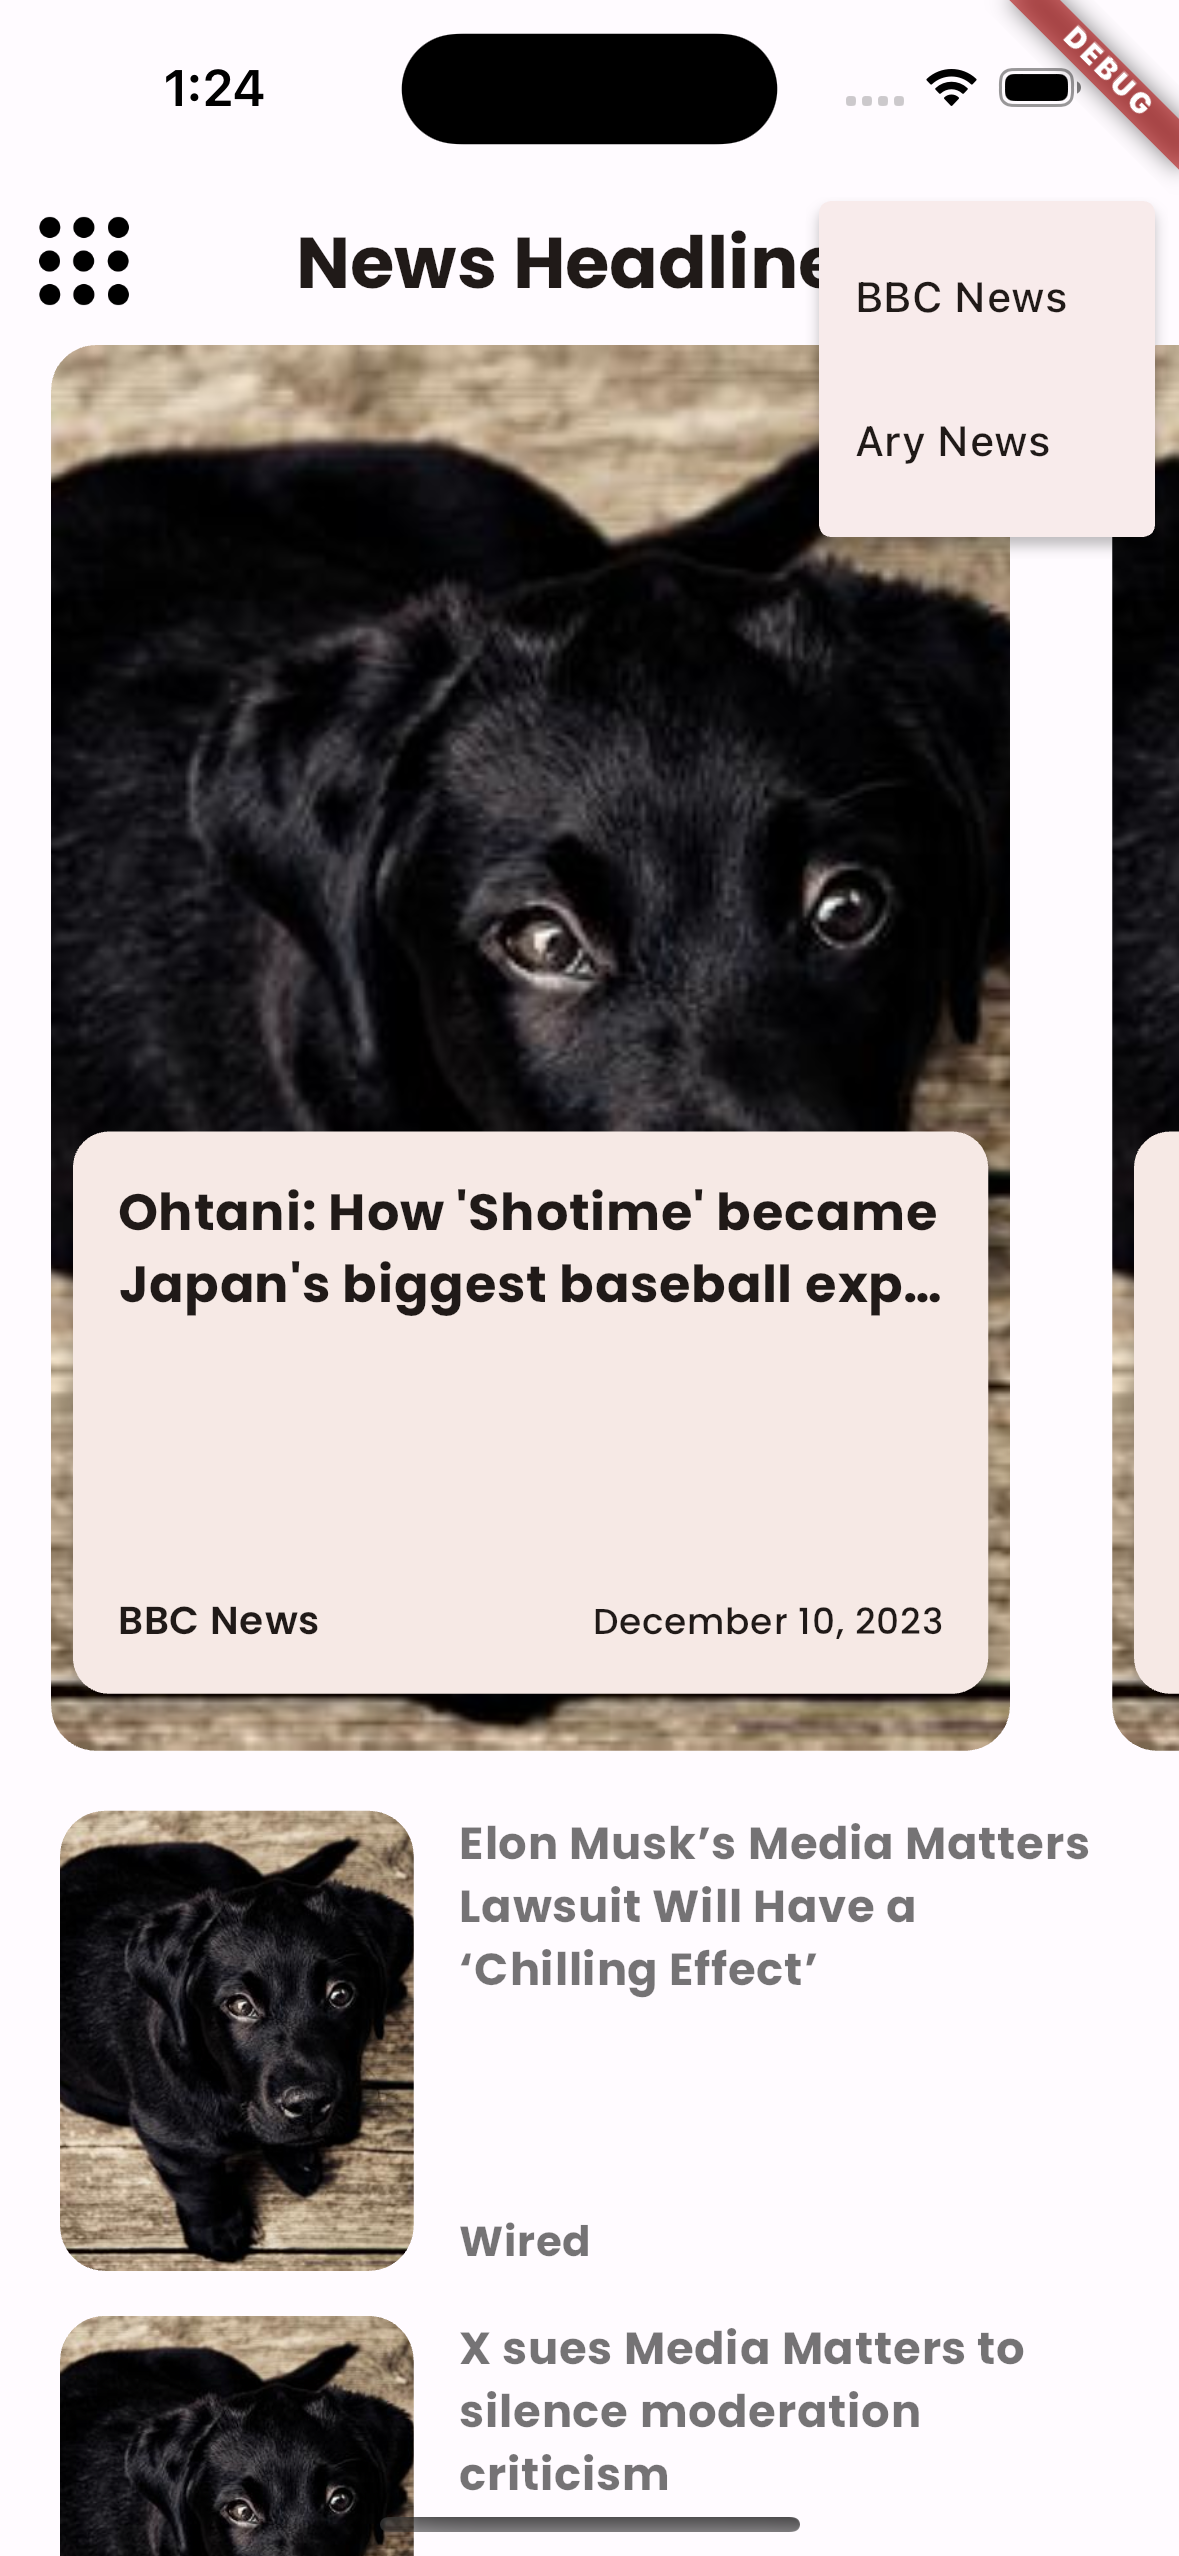 1:24
DEBUG
News Headline
BBC News
Ary News
Ohtani: How 'Shotime' became
Japan's biggest baseball exp...
BBC News
December 10, 2023
Elon Musk’s Media Matters
Lawsuit Will Have a
‘Chilling Effect’
Wired
X sues Media Matters to
silence moderation
criticism